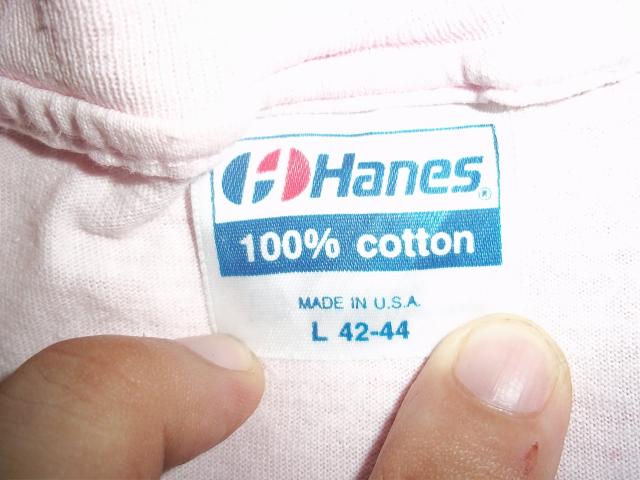 Hanes®
100% cotton
MADE IN U.S.A.
L 42-44